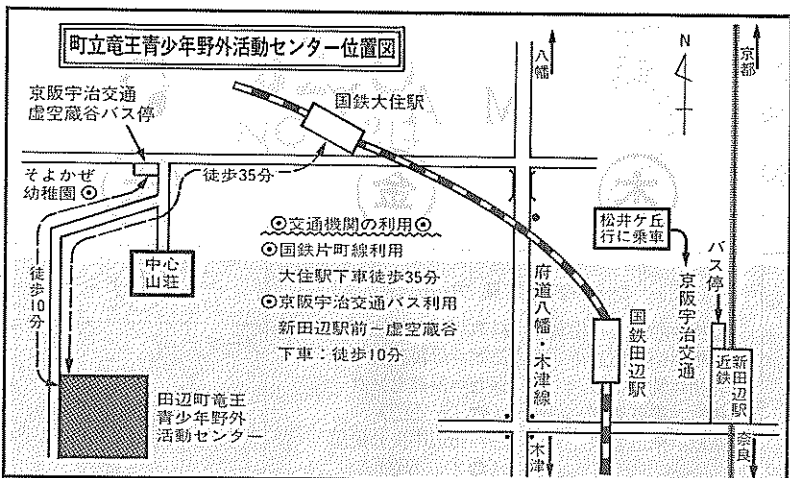 町立竜王青少年野外活動センター位置図
京阪宇治交通
虚空蔵谷バス停
国鉄大住駅
八幡
N
京都
そよかぜ
幼稚園◉
徒歩35分
中心
山荘
徒歩10分
◉交通機関の利用◉
◉国鉄片町線利用
大住駅下車徒歩35分
◉京阪宇治交通バス利用
新田辺駅前ー虚空蔵谷
下車:徒歩10分
府道八幡・木津線
松井ケ丘
行に乗車
バス停
京阪宇治交通
国鉄田辺駅
近鉄
新田辺駅
田辺町竜王
青少年野外
活動センター
木津
奈良
金
木